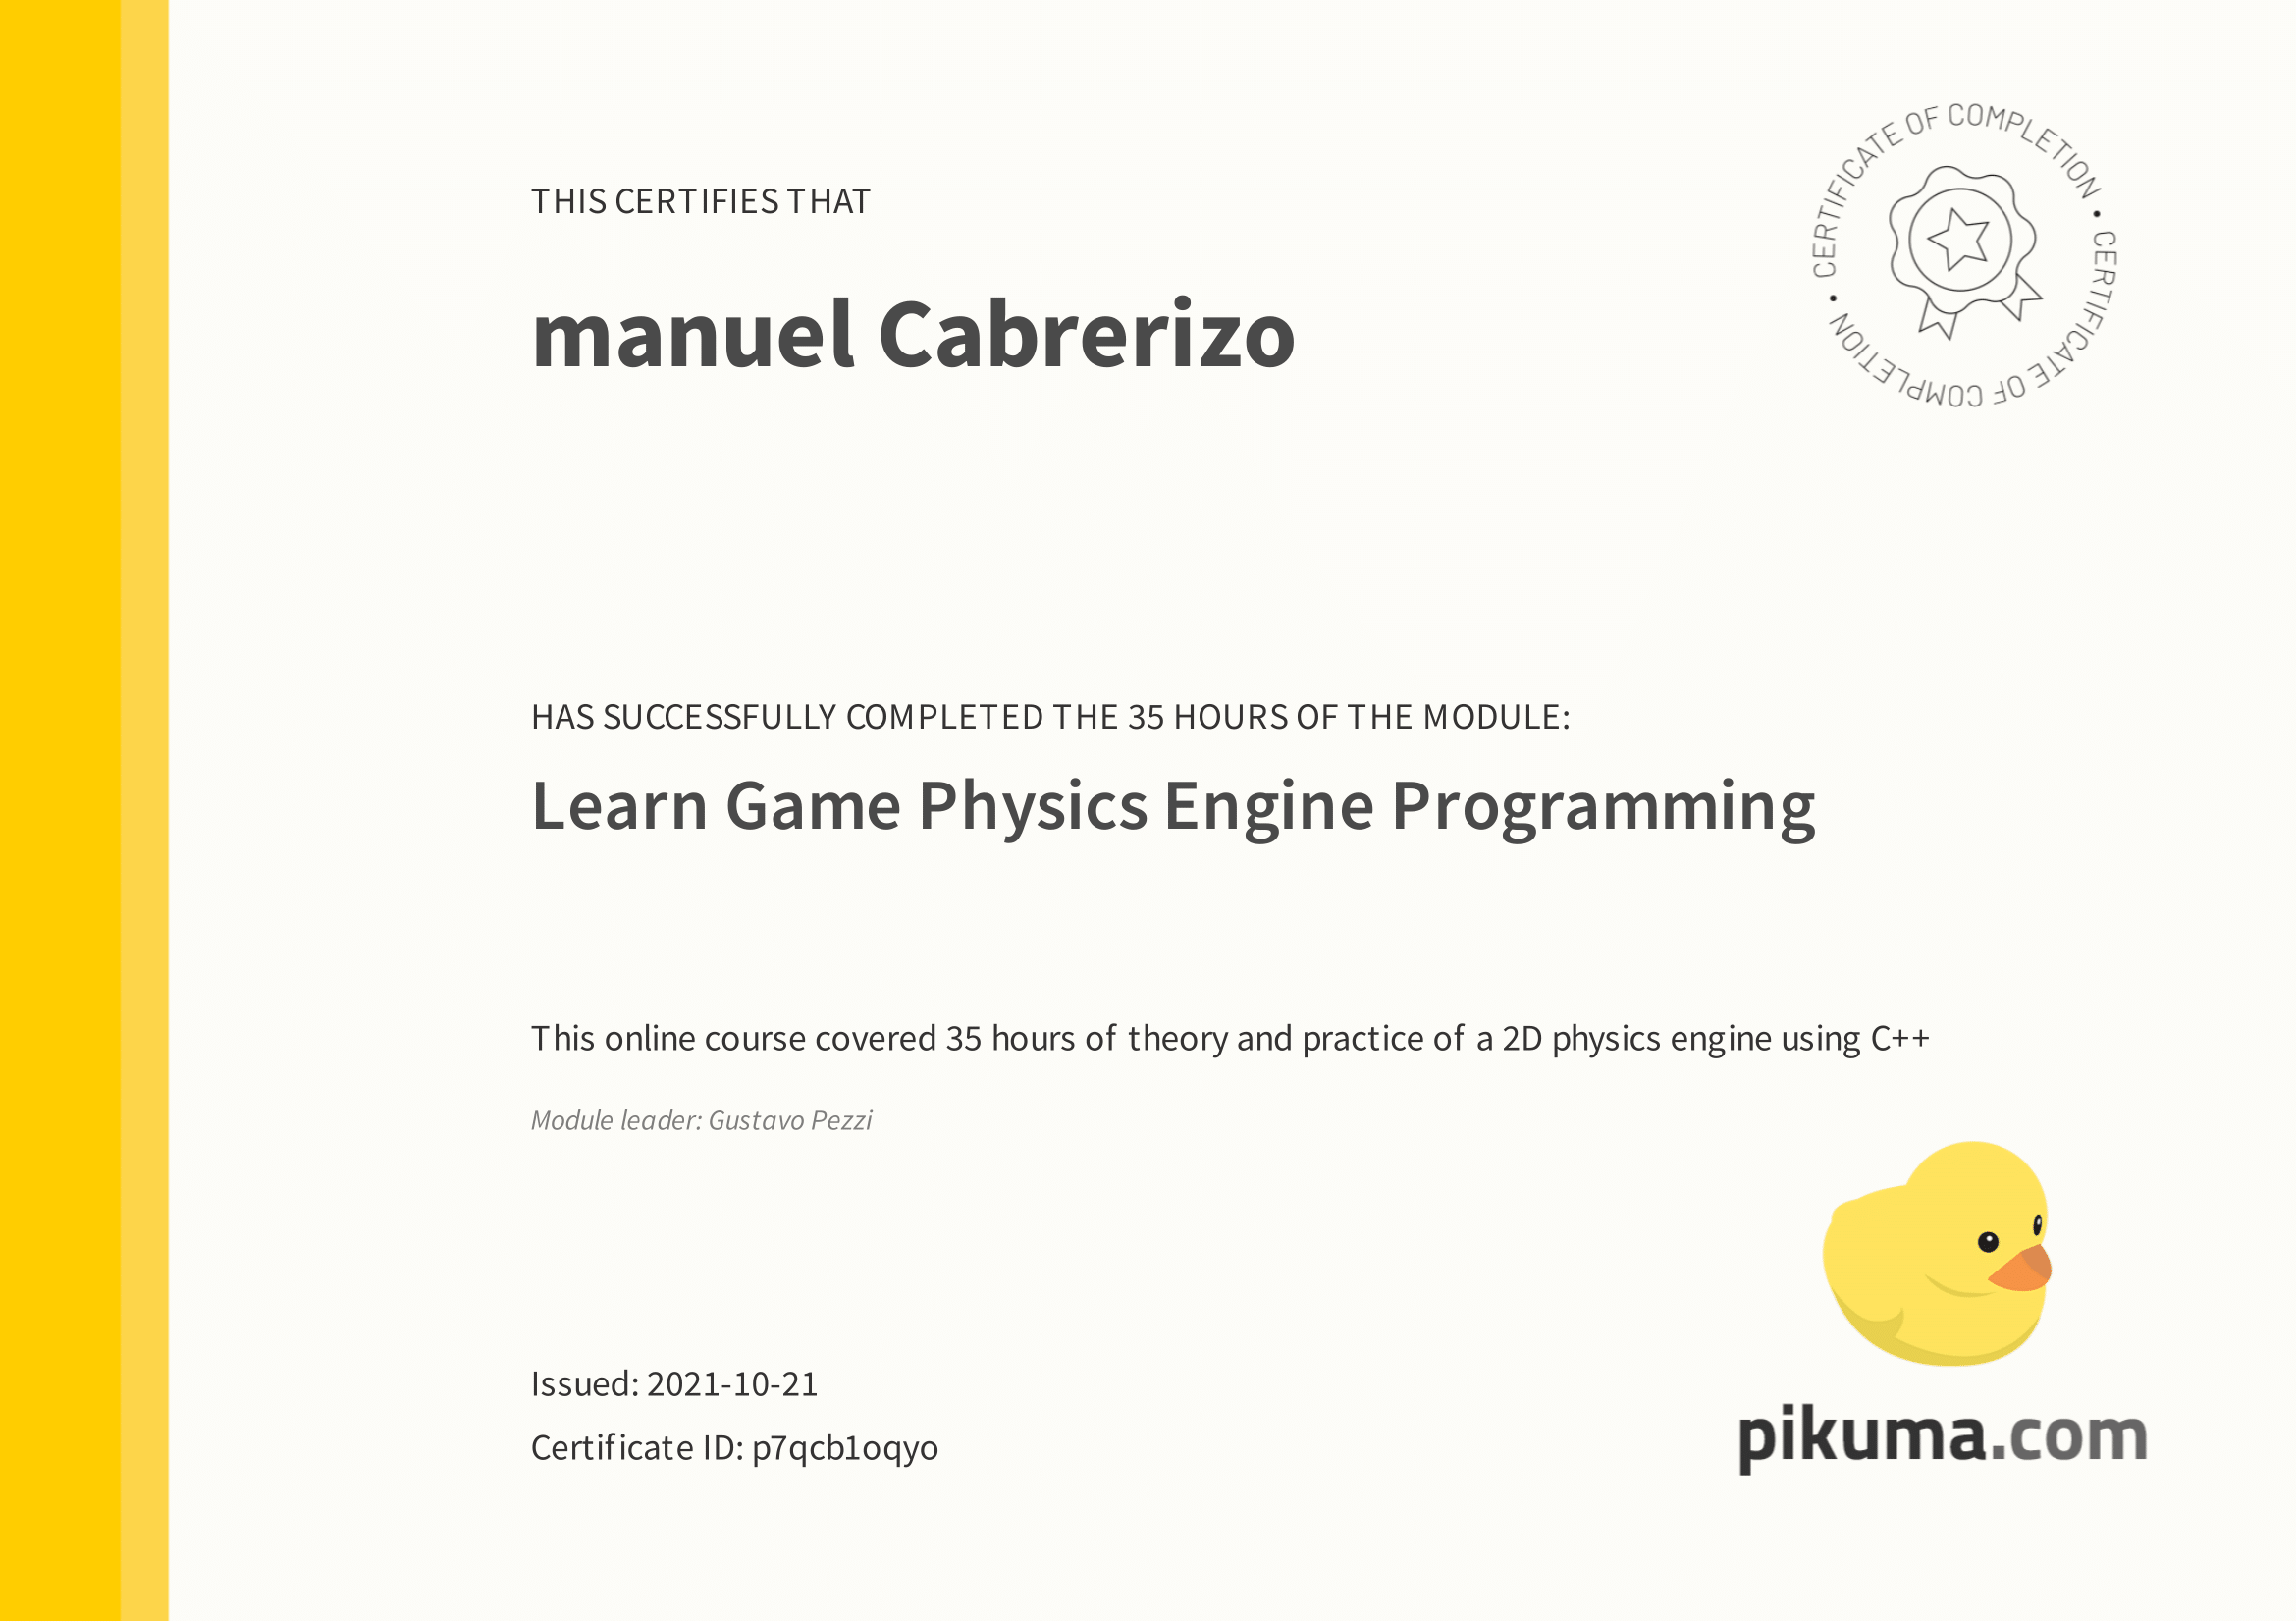 CERTIFICATE OF COMPLETION • CERTIFICATE OF COMPLETION •
THIS CERTIFIES THAT
manuel Cabrerizo
HAS SUCCESSFULLY COMPLETED THE 35 HOURS OF THE MODULE:
Learn Game Physics Engine Programming
This online course covered 35 hours of theory and practice of a 2D physics engine using C++
Module leader: Gustavo Pezzi
Issued: 2021-10-21
Certificate ID: p7qcb1oqyo
pikuma.com